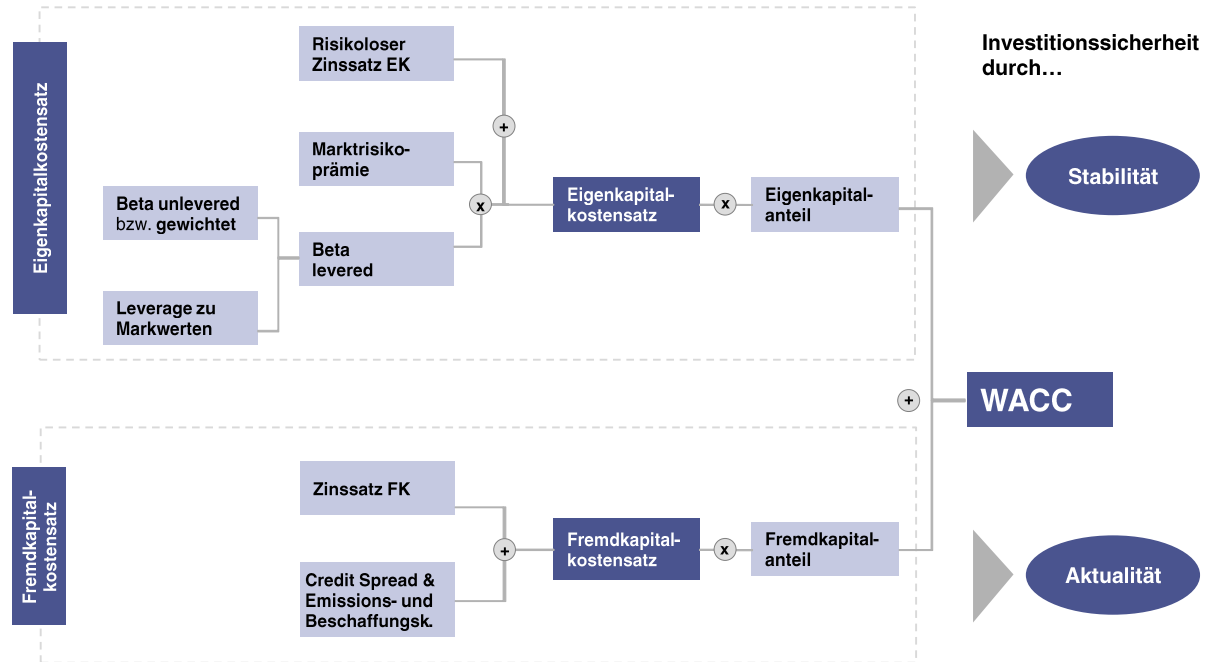 Eigenkapitalkostensatz
Risikoloser
Zinssatz EK
+
Marktrisiko-
prämie
x
Beta unlevered
bzw. gewichtet
Beta
levered
Leverage zu
Markwerten
Eigenkapital-
kostensatz
x
Eigenkapital-
anteil
Investitionssicherheit
durch…
Stabilität
+
WACC
Fremdkapital-
kostensatz
Zinssatz FK
+
Credit Spread &
Emissions- und
Beschaffungsk.
Fremdkapital-
kostensatz
x
Fremdkapital-
anteil
Aktualität